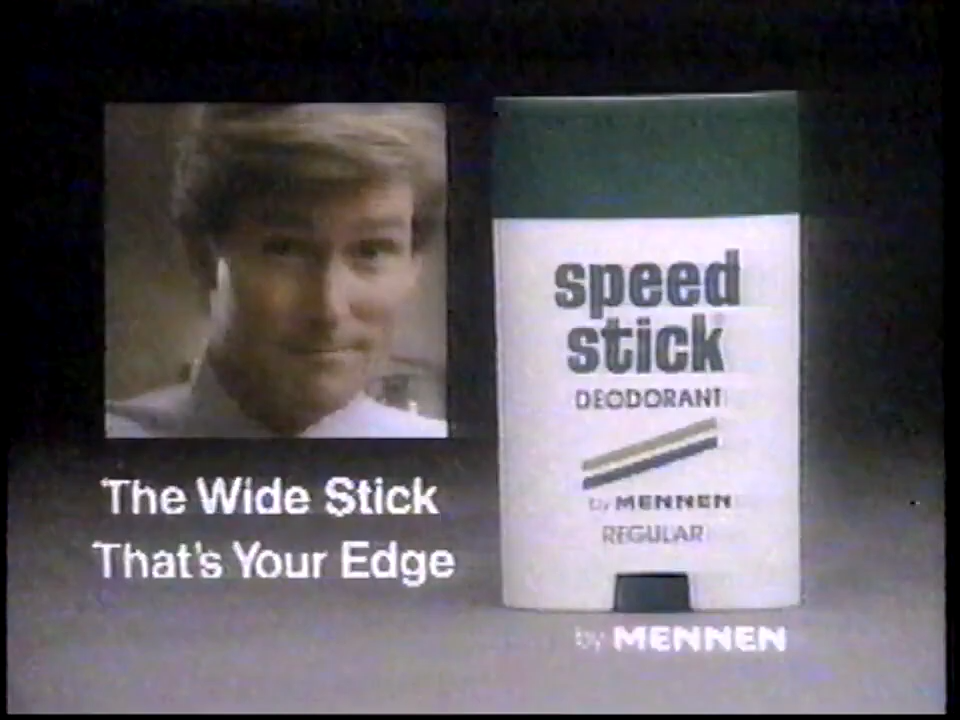 The Wide Stick
That's Your Edge
speed
stick
DEODORANT
by MENNEN
REGULAR
by MENNEN